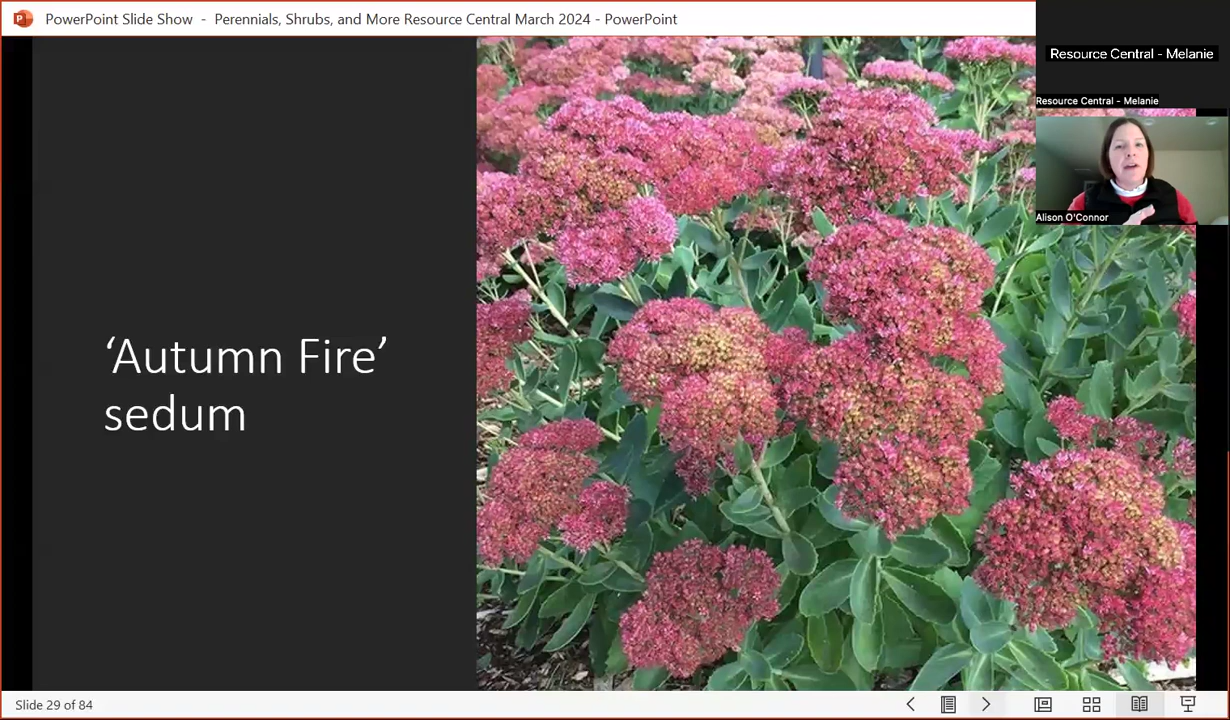 PowerPoint Slide Show - Perennials, Shrubs, and More Resource Central March 2024 - PowerPoint
Resource Central - Melanie
Resource Central - Melanie
Alison O'Connor
‘Autumn Fire’
sedum
Slide 29 of 84